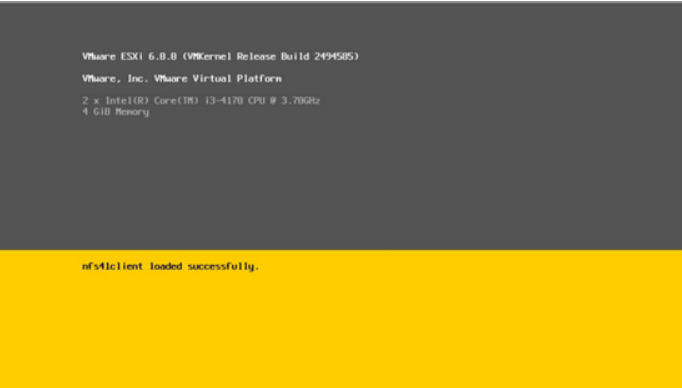 VMware ESXi 6.0.0 (VMKernel Release Build 2494585)
VMware, Inc. VMware Virtual Platform
2 x Intel(R) Core(TM) i3-4170 CPU @ 3.70GHz
4 GiB Memory
nfs41client loaded successfully.